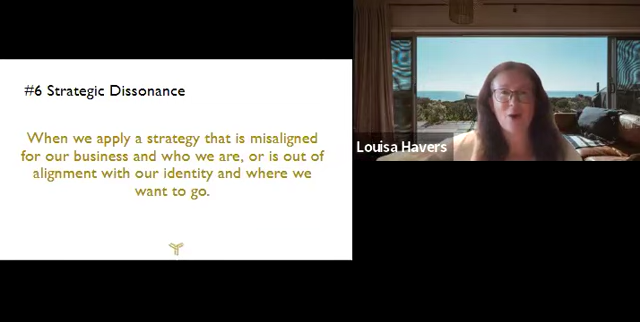 #6 Strategic Dissonance
When we apply a strategy that is misaligned
for our business and who we are, or is out of
alignment with our identity and where we
want to go.
Louisa Havers